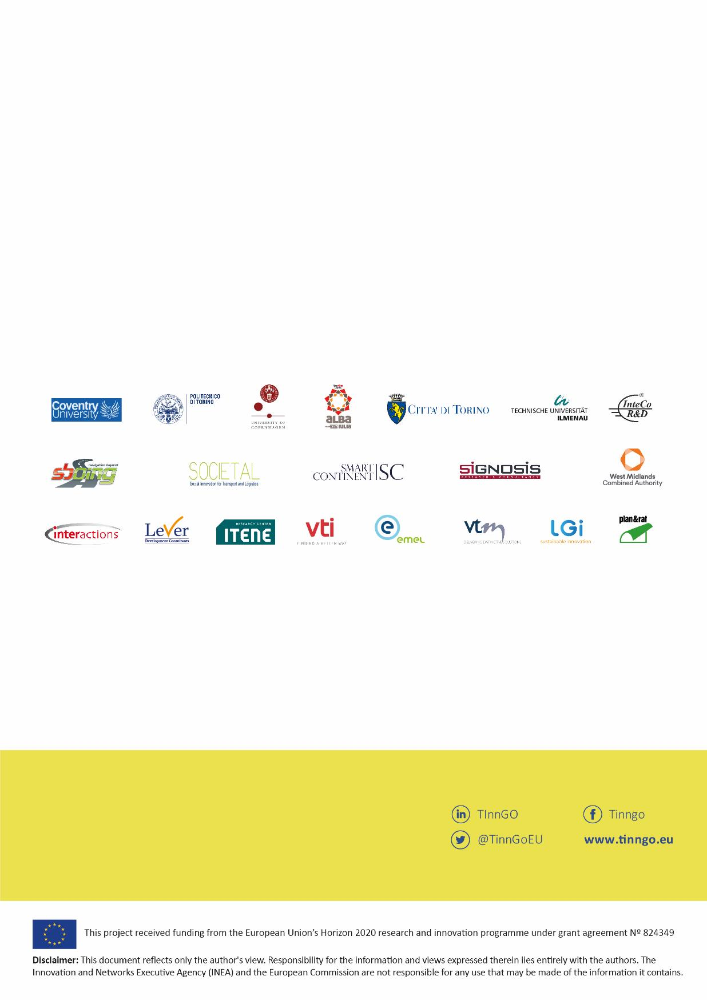 Coventry
University
POLITECNICO
DI TORINO
UNIVERSITY OF
COPENHAGEN
ALBA
IULIA
CITTA' DI TORINO
th
TECHNISCHE UNIVERSITÄT
ILMENAU
InteCo ®
R&D
sboing
navigation beyond
SOCIETAL
Social Innovation for Transport and Logistics
SMART
CONTINENT|SC
SiGNOSiS
RESEARCH & CONSULTANCY
West Midlands
Combined Authority
interactions
LeVer
Development Consultants
RESEARCH CENTER
ITENE
vti
FINDING A BETTER WAY
e
emel
vtm
DELIVERING DISTINCTIVE SOLUTIONS
LGi
sustainable innovation
plan&rat
in TInnGO
f Tinngo
@TinnGoEU
www.tinngo.eu
This project received funding from the European Union’s Horizon 2020 research and innovation programme under grant agreement Nº 824349
Disclaimer: This document reflects only the author's view. Responsibility for the information and views expressed therein lies entirely with the authors. The
Innovation and Networks Executive Agency (INEA) and the European Commission are not responsible for any use that may be made of the information it contains.